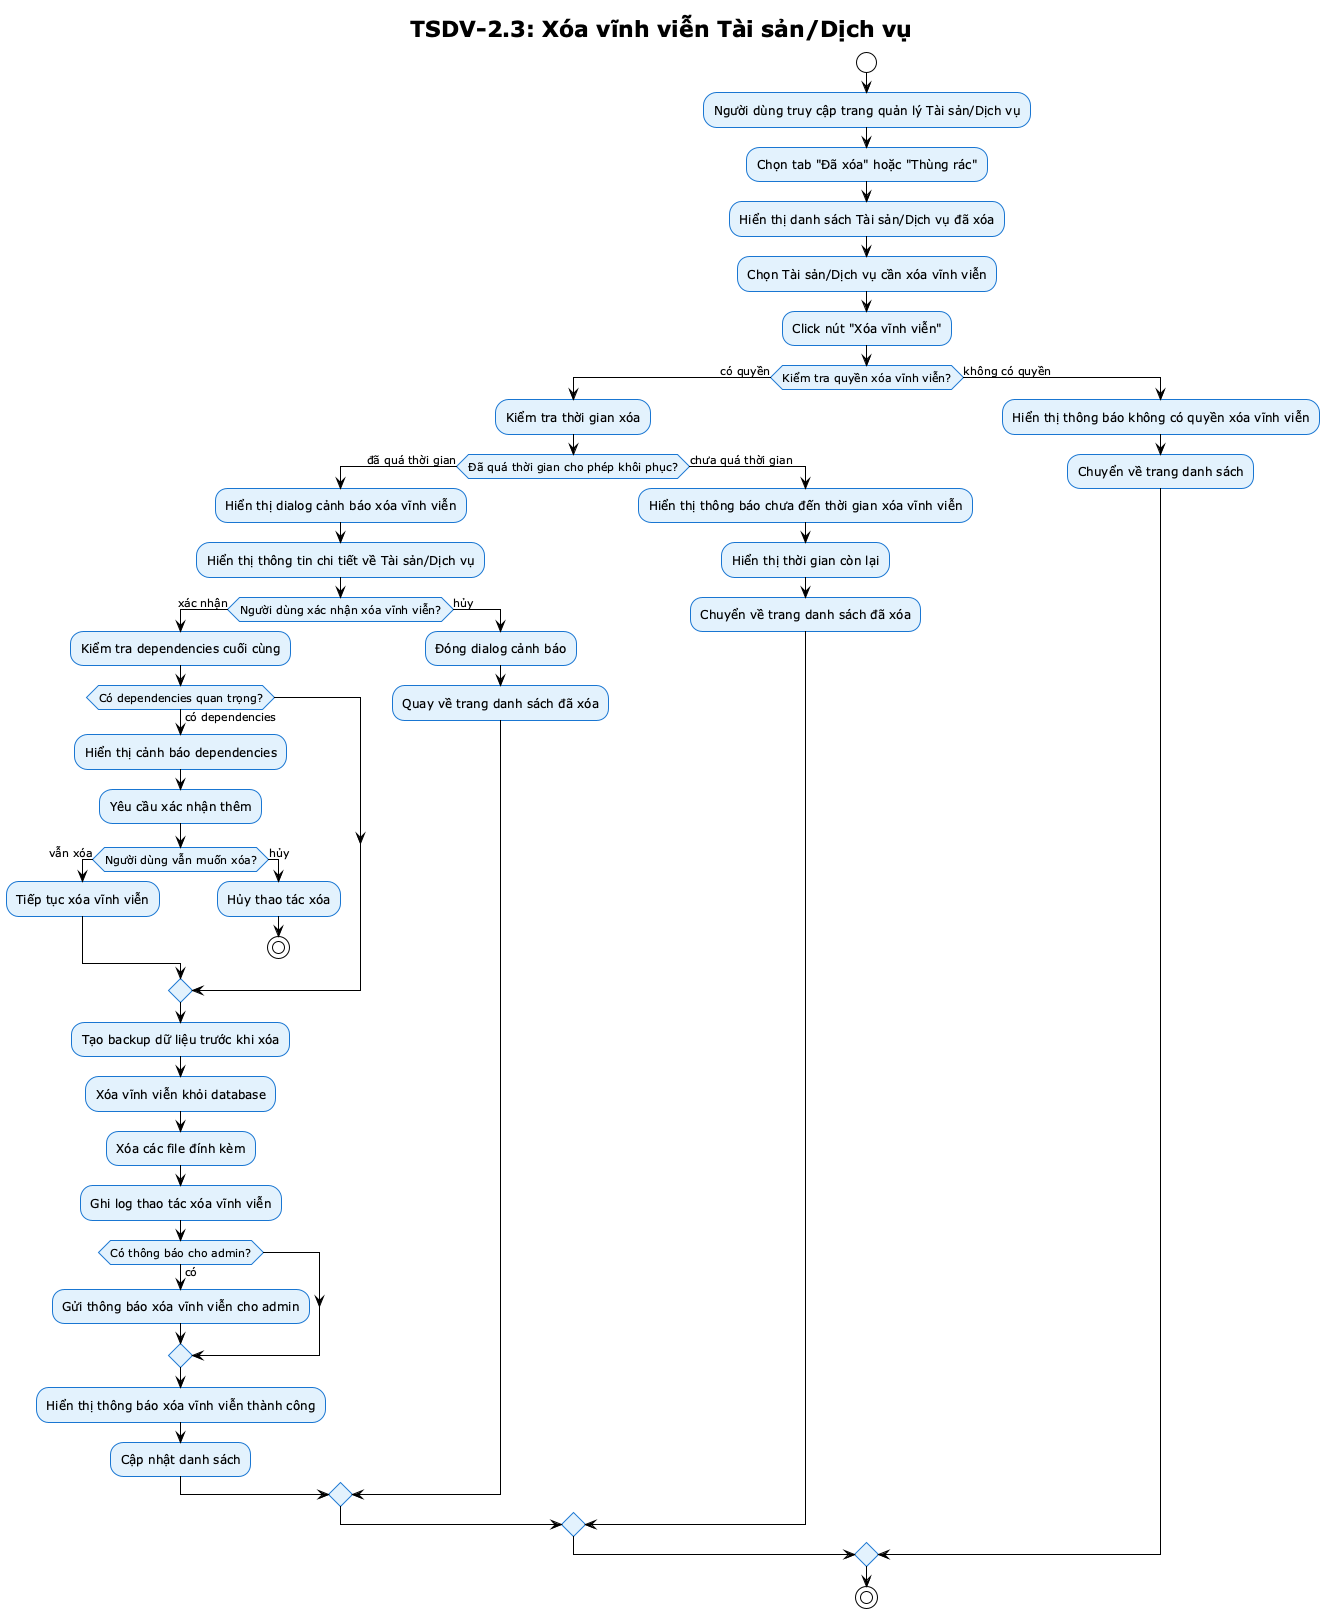 TSDV-2.3: Xóa vĩnh viễn Tài sản/Dịch vụ
Người dùng truy cập trang quản lý Tài sản/Dịch vụ
Chọn tab "Đã xóa" hoặc "Thùng rác"
Hiển thị danh sách Tài sản/Dịch vụ đã xóa
Chọn Tài sản/Dịch vụ cần xóa vĩnh viễn
Click nút "Xóa vĩnh viễn"
có quyền
Kiểm tra quyền xóa vĩnh viễn?
không có quyền
Kiểm tra thời gian xóa
Hiển thị thông báo không có quyền xóa vĩnh viễn
đã quá thời gian
Đã quá thời gian cho phép khôi phục?
chưa quá thời gian
Chuyển về trang danh sách
Hiển thị dialog cảnh báo xóa vĩnh viễn
Hiển thị thông báo chưa đến thời gian xóa vĩnh viễn
Hiển thị thông tin chi tiết về Tài sản/Dịch vụ
Hiển thị thời gian còn lại
xác nhận
Người dùng xác nhận xóa vĩnh viễn?
hủy
Chuyển về trang danh sách đã xóa
Kiểm tra dependencies cuối cùng
Đóng dialog cảnh báo
Có dependencies quan trọng?
có dependencies
Quay về trang danh sách đã xóa
Hiển thị cảnh báo dependencies
Yêu cầu xác nhận thêm
vẫn xóa
Người dùng vẫn muốn xóa?
hủy
Tiếp tục xóa vĩnh viễn
Hủy thao tác xóa
Tạo backup dữ liệu trước khi xóa
Xóa vĩnh viễn khỏi database
Xóa các file đính kèm
Ghi log thao tác xóa vĩnh viễn
Có thông báo cho admin?
có
Gửi thông báo xóa vĩnh viễn cho admin
Hiển thị thông báo xóa vĩnh viễn thành công
Cập nhật danh sách